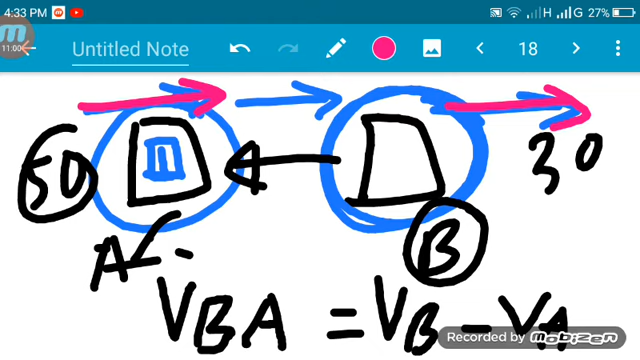 4:33 PM H G 27%
11:00 Untitled Note 18
50 30
A B
VBA = VB - VA
Recorded by MOBIZEN